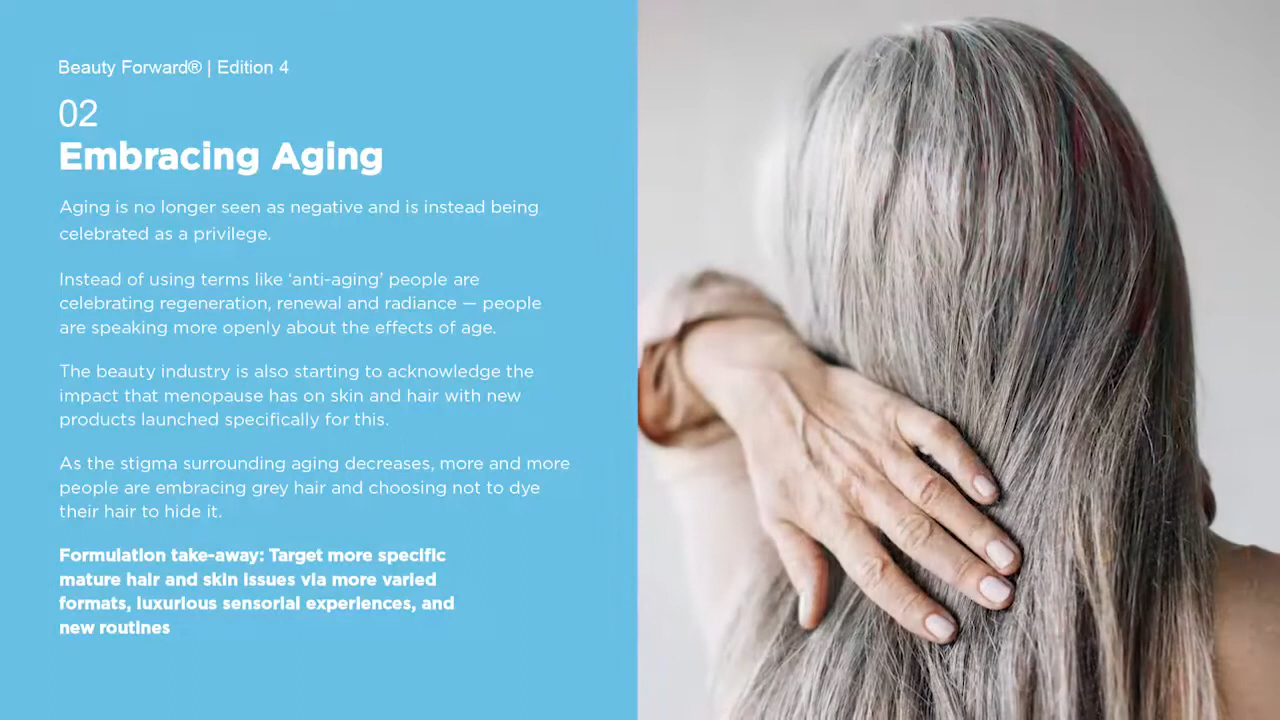 Beauty Forward® | Edition 4
02
Embracing Aging
Aging is no longer seen as negative and is instead being
celebrated as a privilege.
Instead of using terms like ‘anti-aging’ people are
celebrating regeneration, renewal and radiance — people
are speaking more openly about the effects of age.
The beauty industry is also starting to acknowledge the
impact that menopause has on skin and hair with new
products launched specifically for this.
As the stigma surrounding aging decreases, more and more
people are embracing grey hair and choosing not to dye
their hair to hide it.
Formulation take-away: Target more specific
mature hair and skin issues via more varied
formats, luxurious sensorial experiences, and
new routines